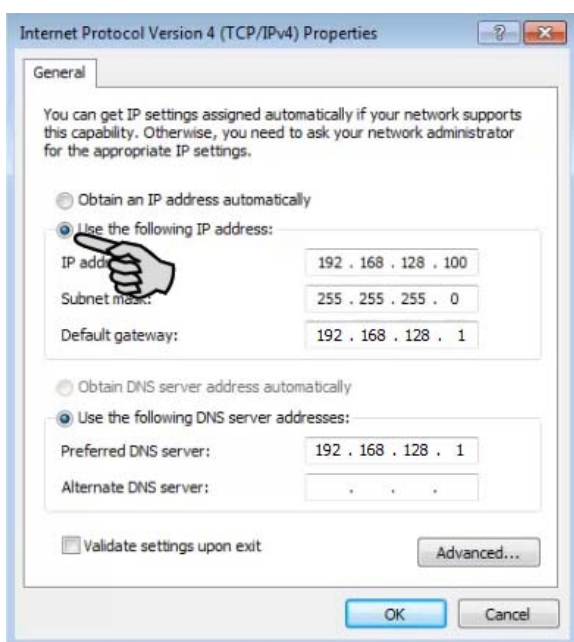 Internet Protocol Version 4 (TCP/IPv4) Properties
General
You can get IP settings assigned automatically if your network supports
this capability. Otherwise, you need to ask your network administrator
for the appropriate IP settings.
Obtain an IP address automatically
Use the following IP address:
IP 192 . 168 . 128 . 100
Subnet mask: 255 . 255 . 255 . 0
Default gateway: 192 . 168 . 128 . 1
Obtain DNS server address automatically
Use the following DNS server addresses:
Preferred DNS server: 192 . 168 . 128 . 1
Alternate DNS server: . . .
Validate settings upon exit
Advanced...
OK Cancel